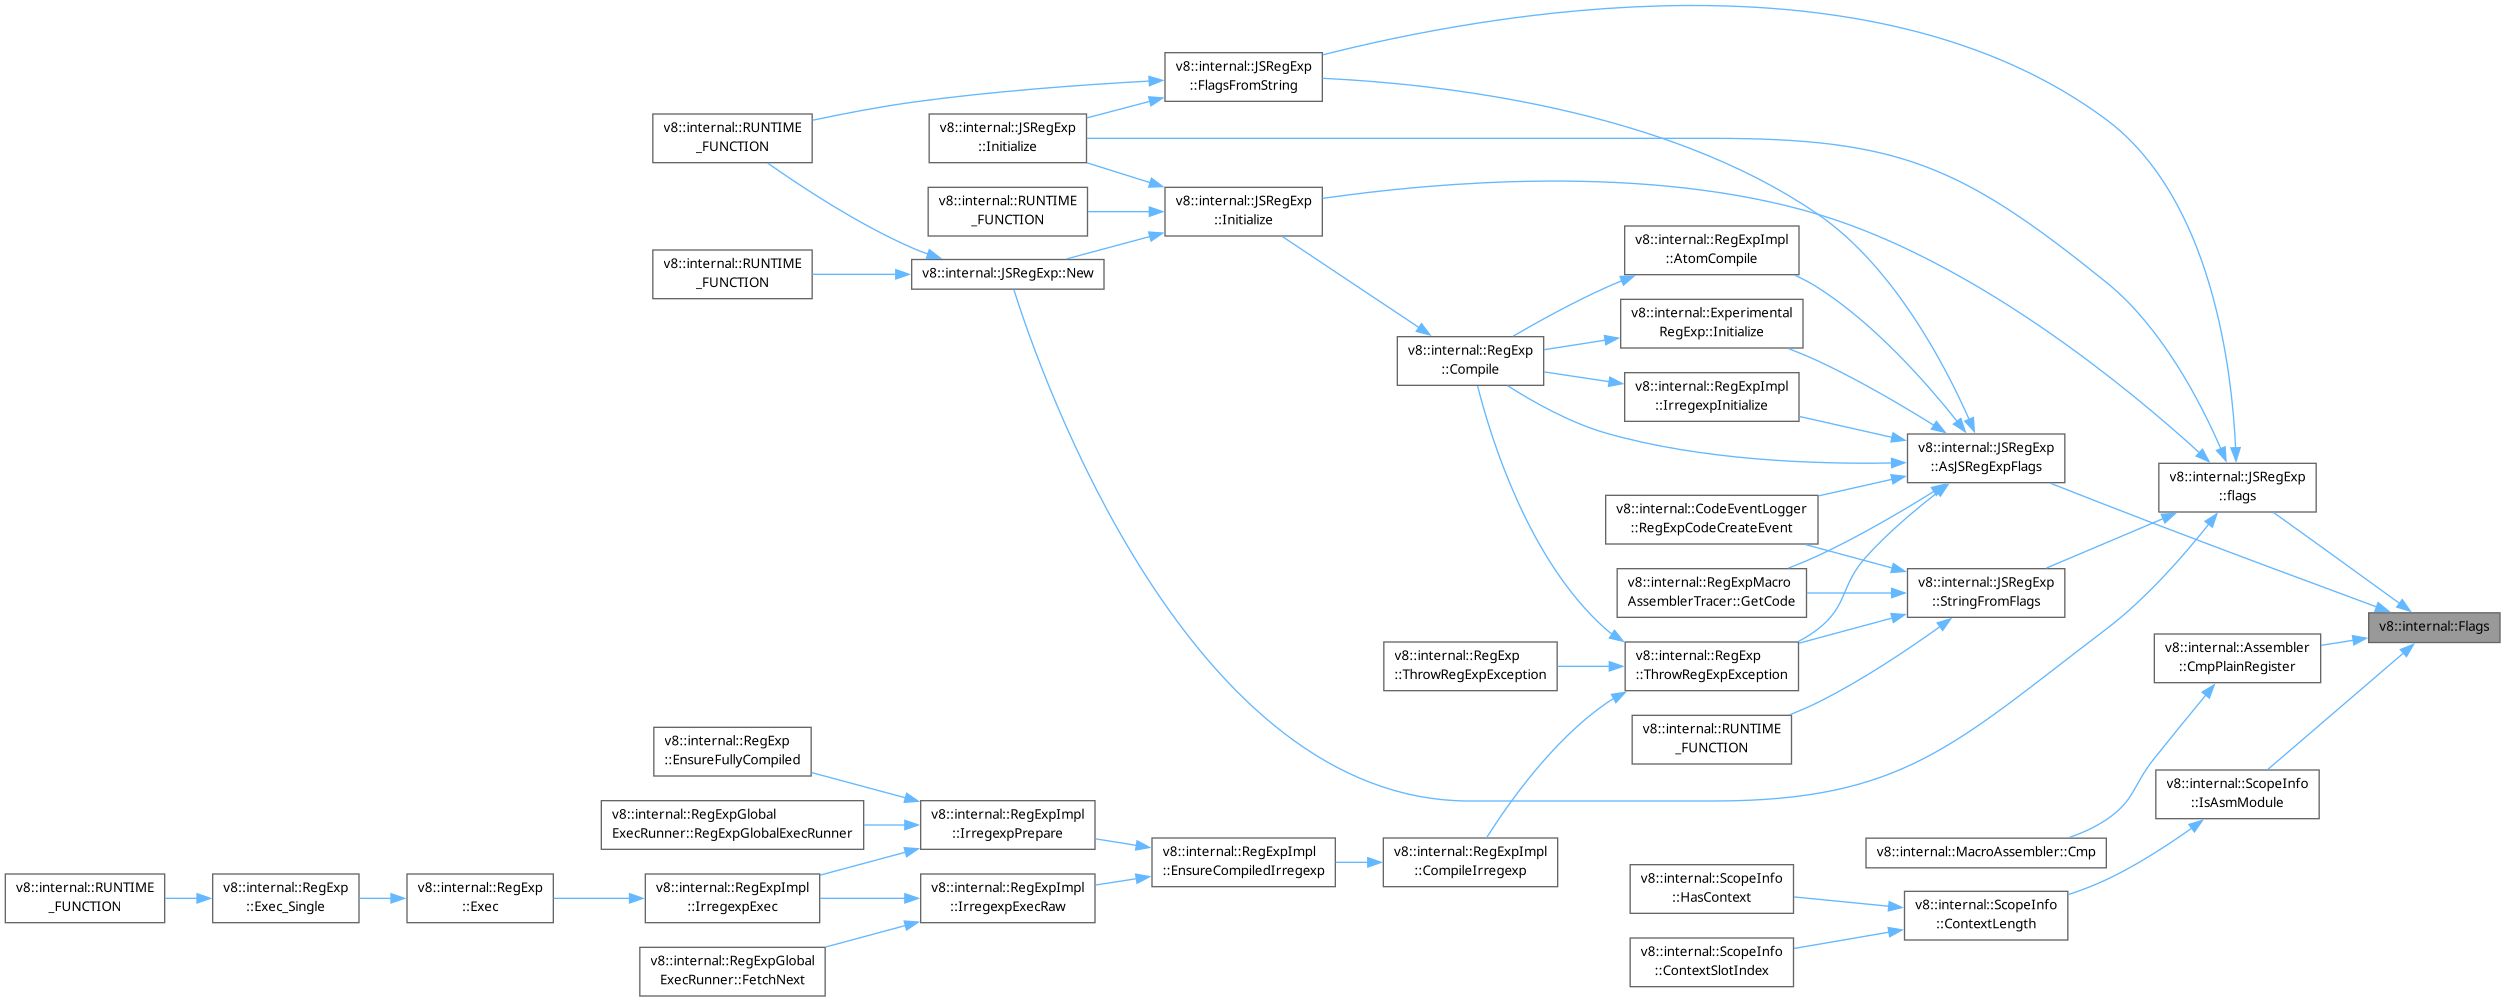 v8::internal::JSRegExp
::FlagsFromString
v8::internal::RUNTIME
_FUNCTION
v8::internal::JSRegExp
::Initialize
v8::internal::RUNTIME
_FUNCTION
v8::internal::JSRegExp
::Initialize
v8::internal::RUNTIME
_FUNCTION
v8::internal::JSRegExp::New
v8::internal::RegExpImpl
::AtomCompile
v8::internal::Experimental
RegExp::Initialize
v8::internal::RegExp
::Compile
v8::internal::RegExpImpl
::IrregexpInitialize
v8::internal::JSRegExp
::AsJSRegExpFlags
v8::internal::JSRegExp
::flags
v8::internal::CodeEventLogger
::RegExpCodeCreateEvent
v8::internal::RegExpMacro
AssemblerTracer::GetCode
v8::internal::JSRegExp
::StringFromFlags
v8::internal::Flags
v8::internal::RegExp
::ThrowRegExpException
v8::internal::RegExp
::ThrowRegExpException
v8::internal::Assembler
::CmpPlainRegister
v8::internal::RUNTIME
_FUNCTION
v8::internal::RegExp
::EnsureFullyCompiled
v8::internal::ScopeInfo
::IsAsmModule
v8::internal::RegExpGlobal
ExecRunner::RegExpGlobalExecRunner
v8::internal::RegExpImpl
::IrregexpPrepare
v8::internal::RegExpImpl
::EnsureCompiledIrregexp
v8::internal::RegExpImpl
::CompileIrregexp
v8::internal::MacroAssembler::Cmp
v8::internal::RUNTIME
_FUNCTION
v8::internal::RegExp
::Exec_Single
v8::internal::RegExp
::Exec
v8::internal::RegExpImpl
::IrregexpExec
v8::internal::RegExpImpl
::IrregexpExecRaw
v8::internal::ScopeInfo
::HasContext
v8::internal::ScopeInfo
::ContextLength
v8::internal::RegExpGlobal
ExecRunner::FetchNext
v8::internal::ScopeInfo
::ContextSlotIndex